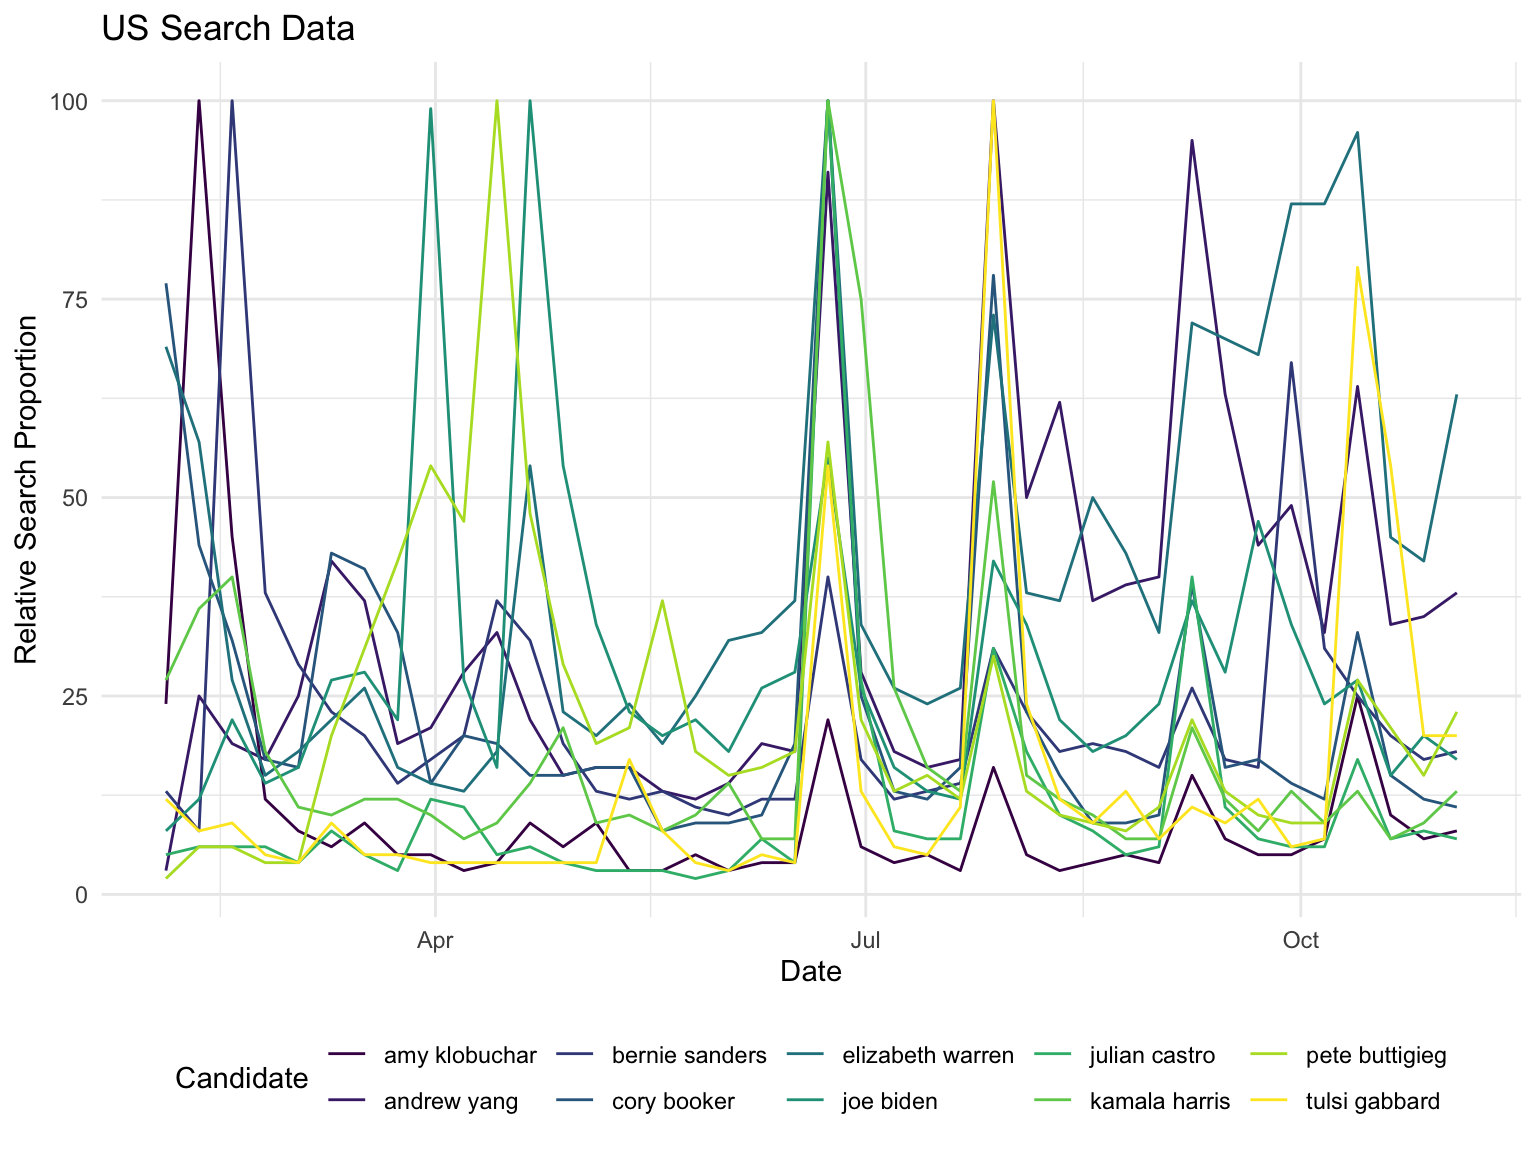 US Search Data
100
75
50
25
0
Relative Search Proportion
Apr Jul Oct
Date
Candidate
amy klobuchar bernie sanders elizabeth warren julian castro pete buttigieg
andrew yang cory booker joe biden kamala harris tulsi gabbard